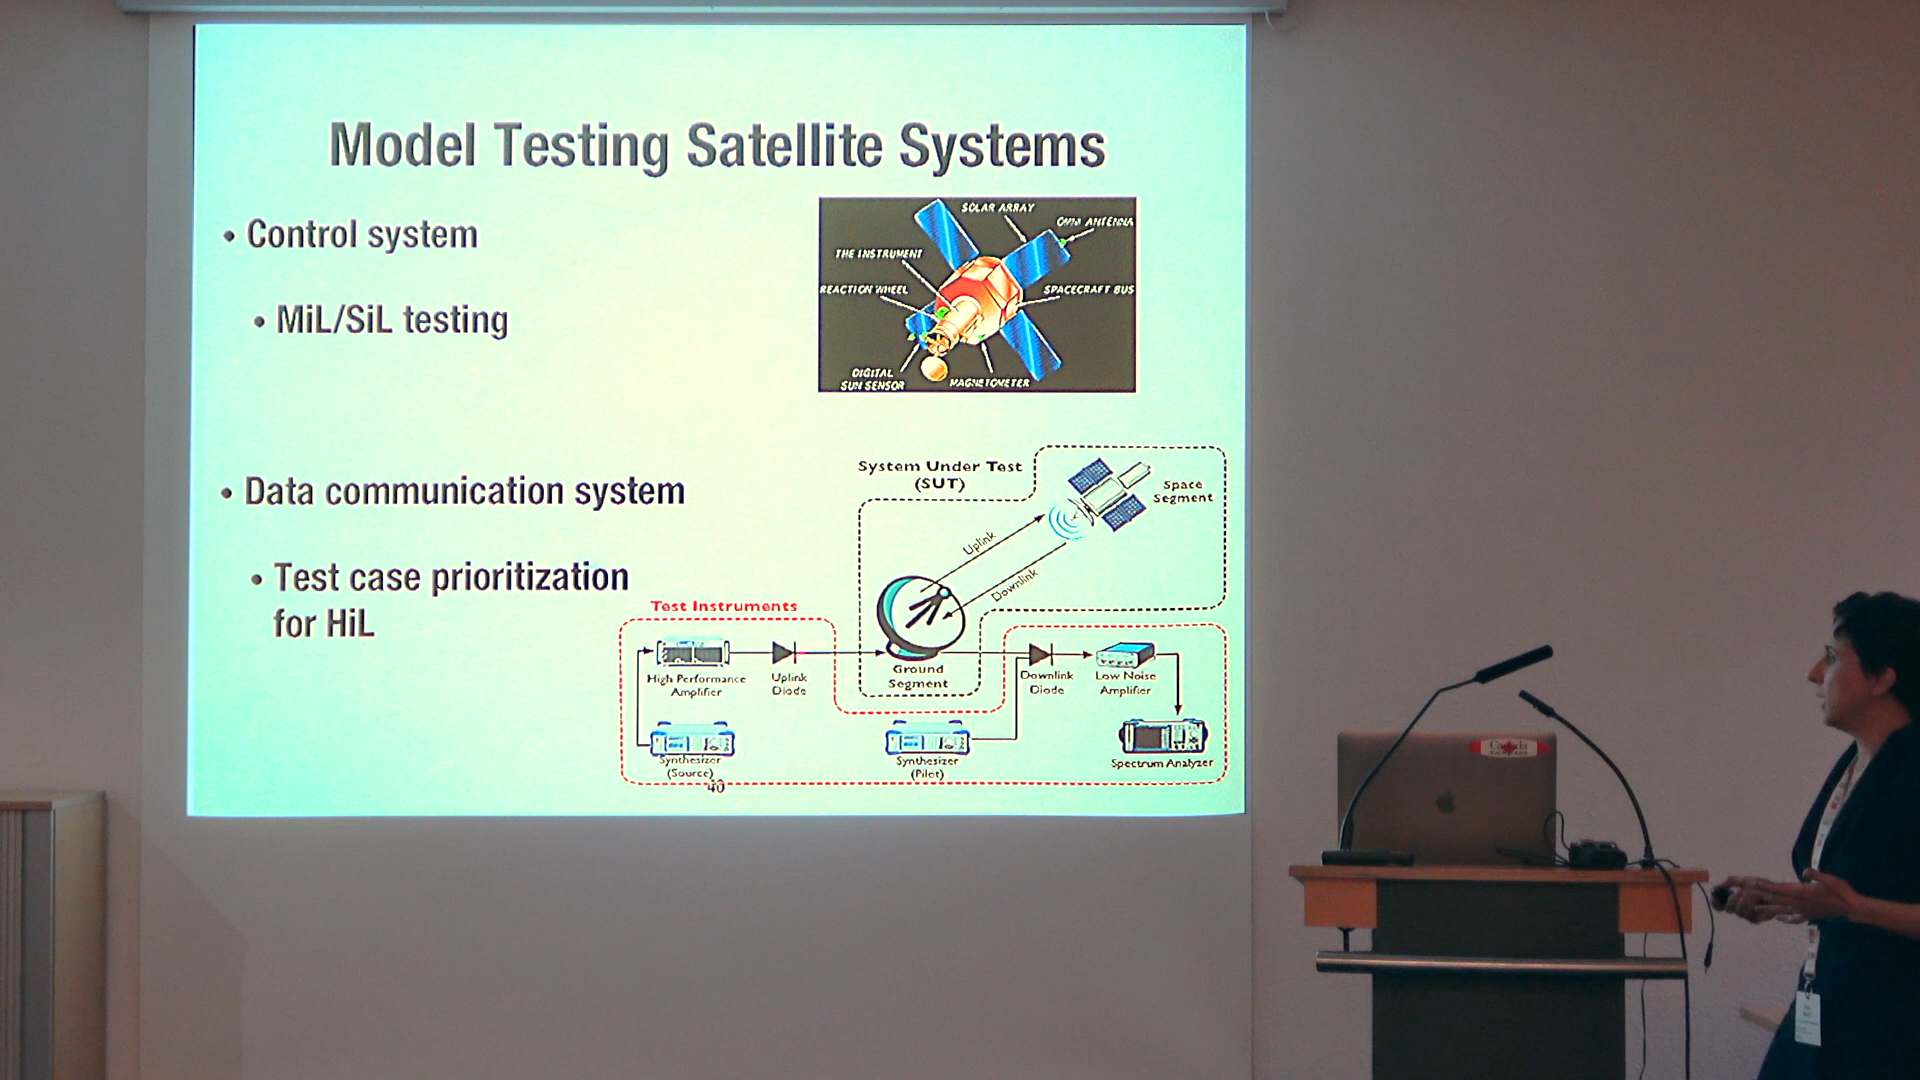 Model Testing Satellite Systems
• Control system
• MiL/SiL testing
SOLAR ARRAY
OMNI ANTENNA
THE INSTRUMENT
REACTION WHEEL
SPACECRAFT BUS
DIGITAL
SUN SENSOR
MAGNETOMETER
• Data communication system
• Test case prioritization
for HiL
System Under Test
(SUT)
Space
Segment
Uplink
Downlink
Test Instruments
High Performance
Amplifier
Uplink
Diode
Ground
Segment
Downlink
Diode
Low Noise
Amplifier
Synthesizer
(Source)
Synthesizer
(Pilot)
Spectrum Analyzer
40
Canada